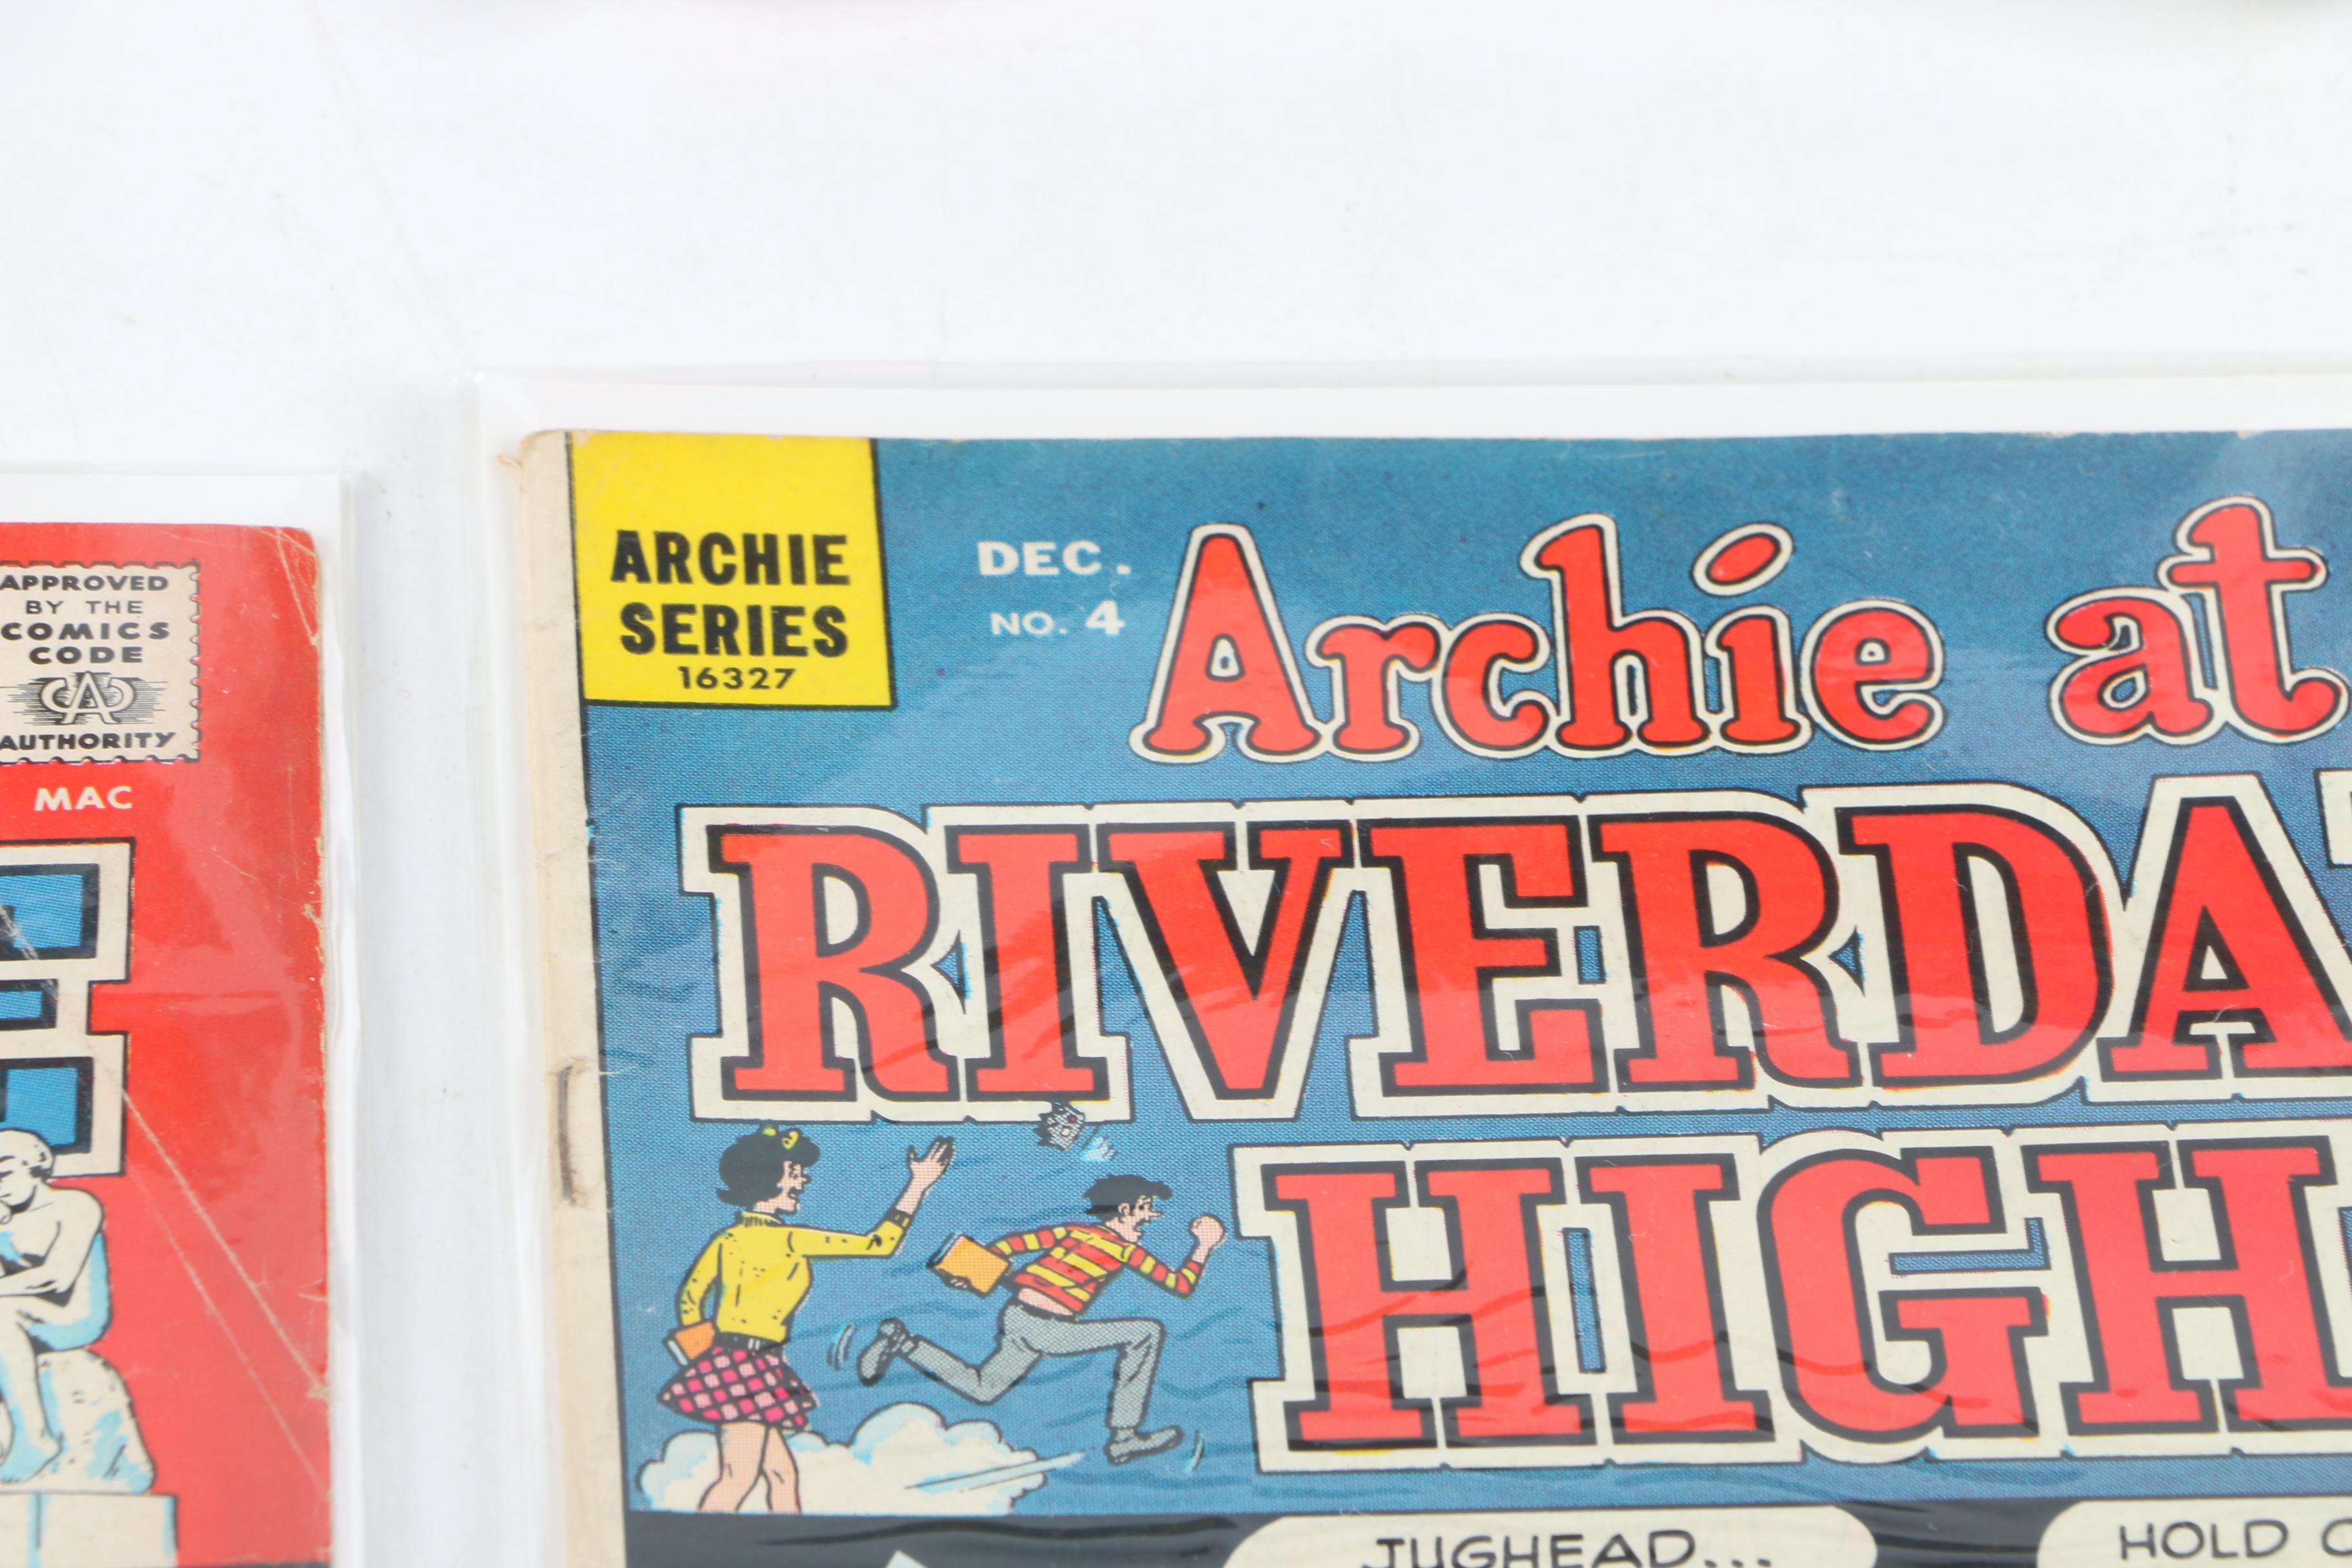 APPROVED
BY THE
COMICS
CODE
CA
AUTHORITY
MAC
ARCHIE
SERIES
16327
DEC.
NO. 4
Archie at
RIVERDA
HIGH
JUGHEAD...
HOLD